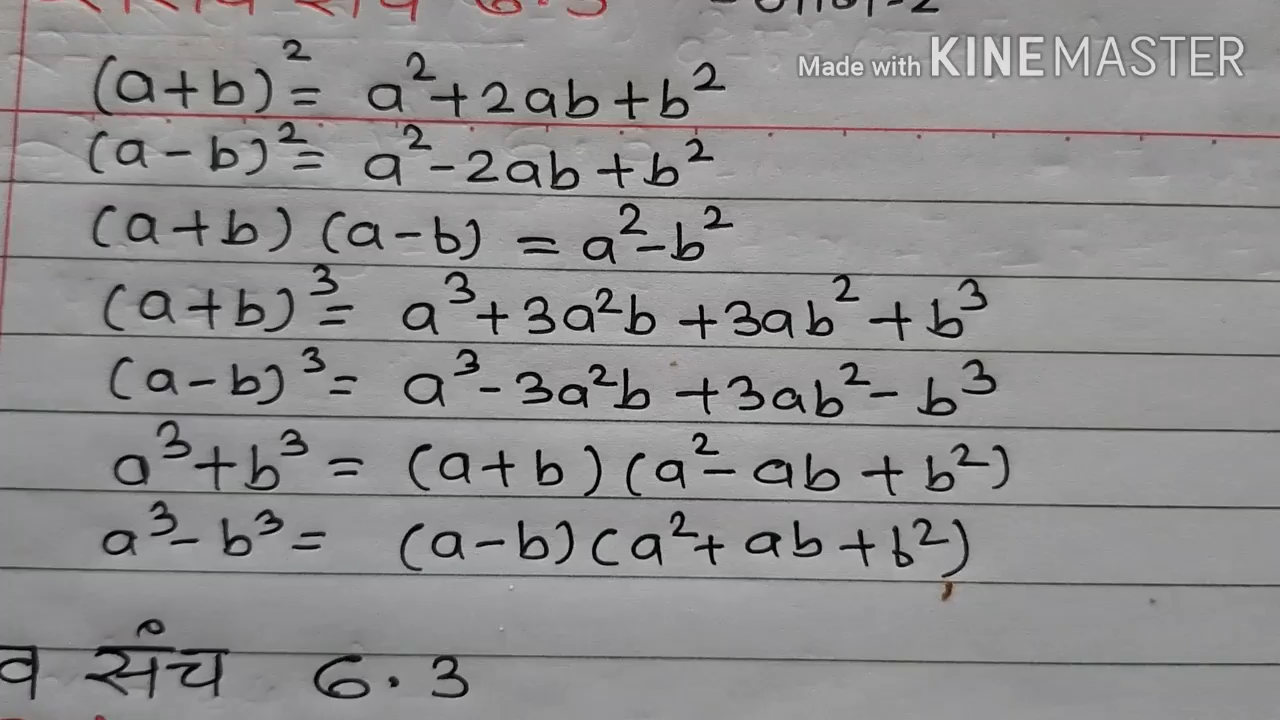 Made with KINEMASTER
(a+b)² = a²+2ab+b²
(a-b)² = a²-2ab+b²
(a+b) (a-b) = a²-b²
(a+b)³ = a³+3a²b+3ab²+b³
(a-b)³ = a³-3a²b+3ab²-b³
a³+b³ = (a+b)(a²-ab+b²)
a³-b³ = (a-b)(a²+ab+b²)
व संच 6.3